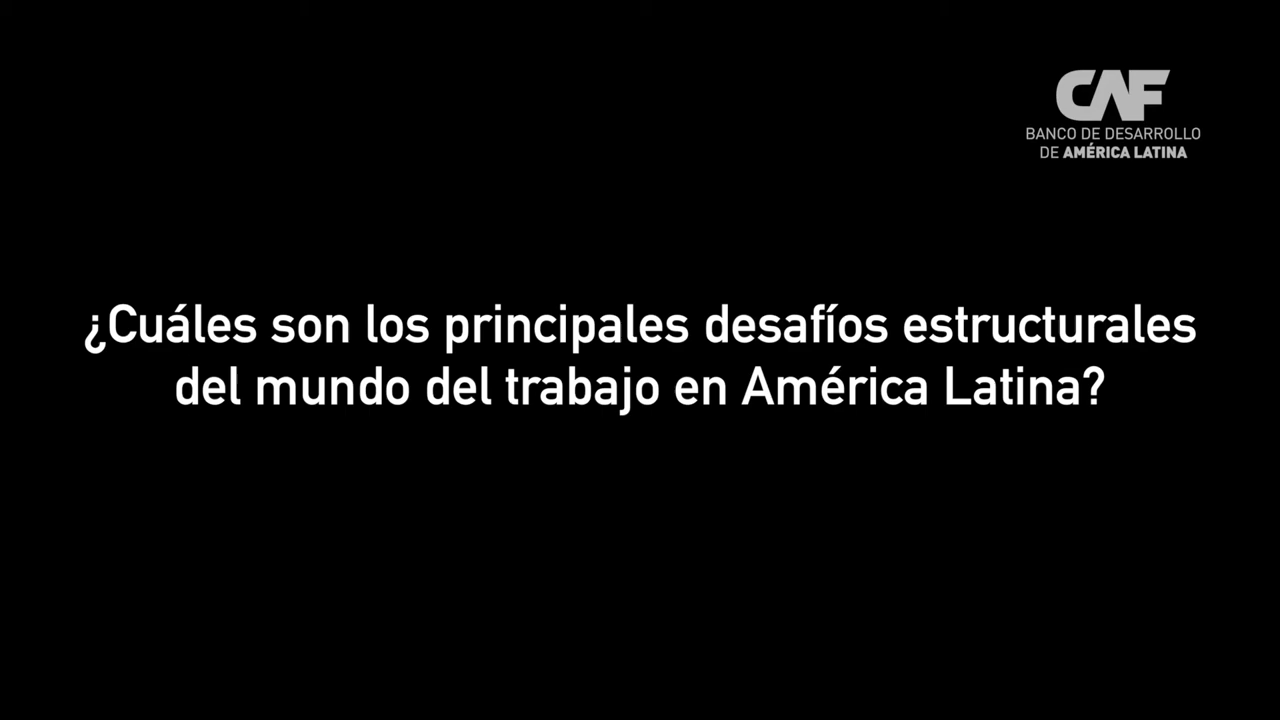 CAF
BANCO DE DESARROLLO
DE AMÉRICA LATINA
¿Cuáles son los principales desafíos estructurales
del mundo del trabajo en América Latina?